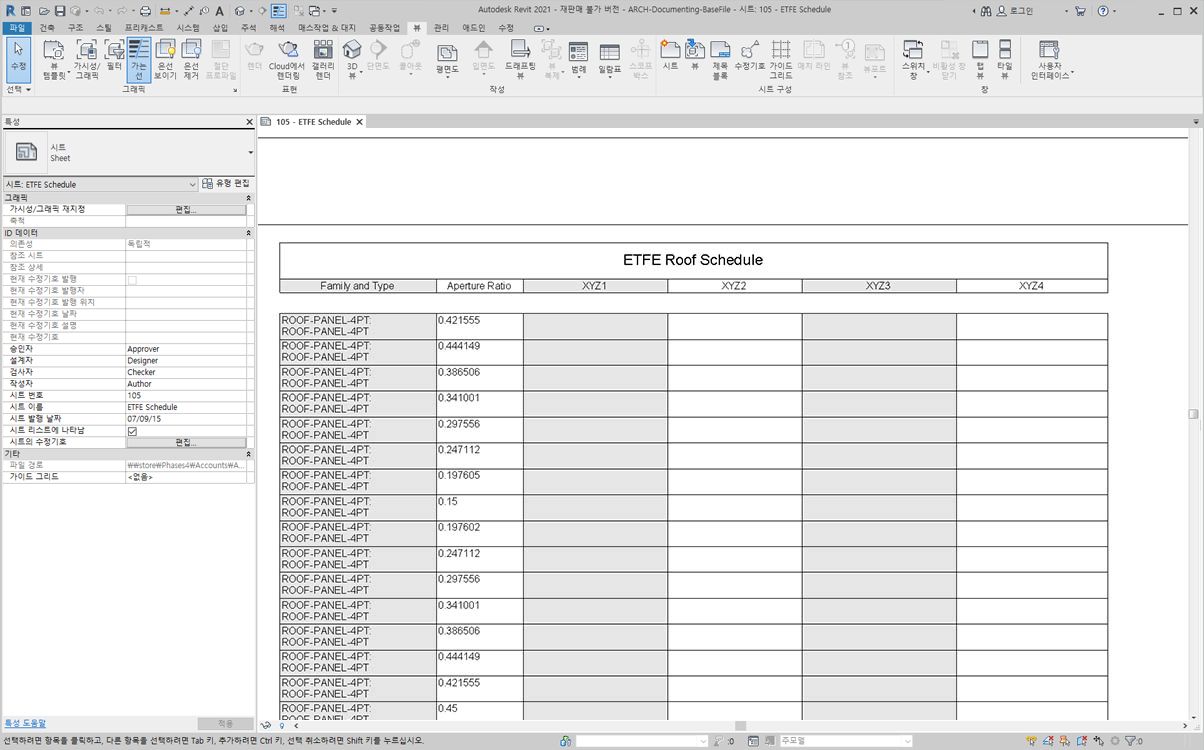 Autodesk Revit 2021 - 재판매 불가 버전 - ARCH-Documenting-BaseFile - 시트: 105 - ETFE Schedule
로그인
파일 건축 구조 스틸 프리캐스트 시스템 삽입 주석 해석 매스작업 & 대지 공동작업 뷰 관리 애드인 수정
수정
뷰 템플릿
가시성/ 그래픽
필터
가는 선
은선 보이기
은선 제거
절단 프로파일
렌더
Cloud에서 렌더링
갤러리 렌더
3D 뷰
단면도
콜아웃
평면도
입면도
드래프팅 뷰
뷰 복제
범례
일람표
스코프 박스
시트
뷰
제목 블록
수정기호
가이드 그리드
매치 라인
뷰 참조
뷰포트
스위치 창
비활성 창 닫기
탭 뷰
타일 뷰
사용자 인터페이스
선택 그래픽 표현 작성 시트 구성 창
특성
105 - ETFE Schedule
시트
Sheet
시트: ETFE Schedule
유형 편집
그래픽
가시성/그래픽 재지정 편집...
축척
ID 데이터
의존성 독립적
참조 시트
참조 상세
현재 수정기호 발행
현재 수정기호 발행자
현재 수정기호 발행 위치
현재 수정기호 날짜
현재 수정기호 설명
현재 수정기호
승인자 Approver
설계자 Designer
검사자 Checker
작성자 Author
시트 번호 105
시트 이름 ETFE Schedule
시트 발행 날짜 07/09/15
시트 리스트에 나타남
시트의 수정기호 편집...
기타
파일 경로 ₩₩store₩Phases4₩Accounts₩A...
가이드 그리드 <없음>
ETFE Roof Schedule
Family and Type Aperture Ratio XYZ1 XYZ2 XYZ3 XYZ4
ROOF-PANEL-4PT: 0.421555
ROOF-PANEL-4PT
ROOF-PANEL-4PT: 0.444149
ROOF-PANEL-4PT
ROOF-PANEL-4PT: 0.386506
ROOF-PANEL-4PT
ROOF-PANEL-4PT: 0.341001
ROOF-PANEL-4PT
ROOF-PANEL-4PT: 0.297556
ROOF-PANEL-4PT
ROOF-PANEL-4PT: 0.247112
ROOF-PANEL-4PT
ROOF-PANEL-4PT: 0.197605
ROOF-PANEL-4PT
ROOF-PANEL-4PT: 0.15
ROOF-PANEL-4PT
ROOF-PANEL-4PT: 0.197602
ROOF-PANEL-4PT
ROOF-PANEL-4PT: 0.247112
ROOF-PANEL-4PT
ROOF-PANEL-4PT: 0.297556
ROOF-PANEL-4PT
ROOF-PANEL-4PT: 0.341001
ROOF-PANEL-4PT
ROOF-PANEL-4PT: 0.386506
ROOF-PANEL-4PT
ROOF-PANEL-4PT: 0.444149
ROOF-PANEL-4PT
ROOF-PANEL-4PT: 0.421555
ROOF-PANEL-4PT
ROOF-PANEL-4PT: 0.45
ROOF-PANEL-4PT
특성 도움말 적용
선택하려면 항목을 클릭하고, 다른 항목을 선택하려면 Tab 키, 추가하려면 Ctrl 키, 선택 취소하려면 Shift 키를 누르십시오.
:0
주모델
:0